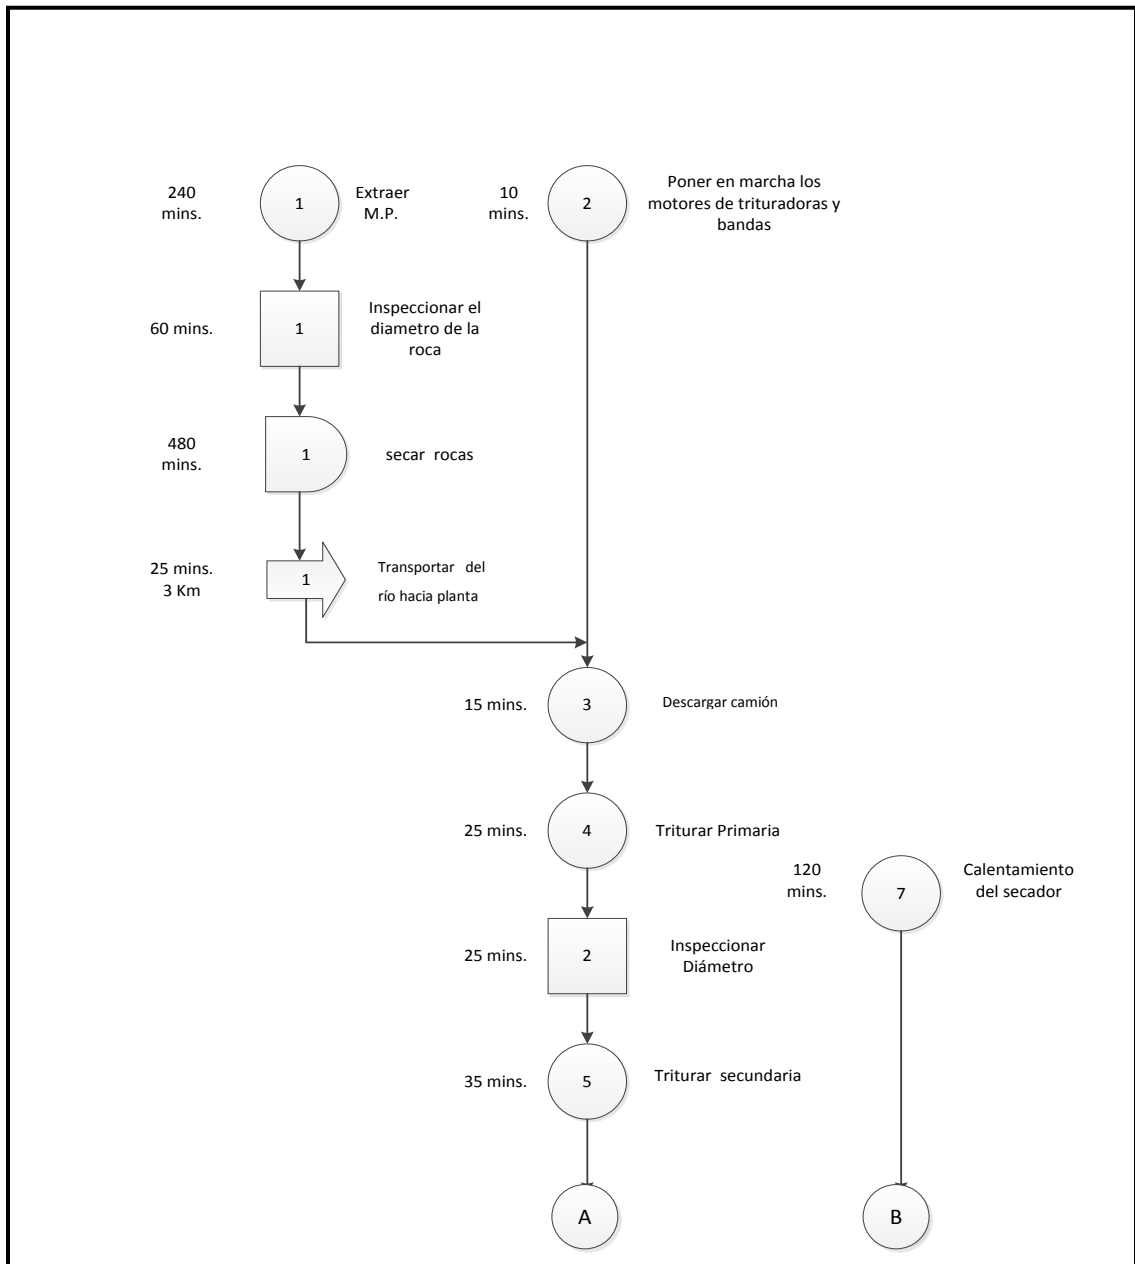 240
mins.
1
Extraer
M.P.
10
mins.
2
Poner en marcha los
motores de trituradoras y
bandas
60 mins.
1
Inspeccionar el
diametro de la
roca
480
mins.
1
secar rocas
25 mins.
3 Km
1
Transportar del
río hacia planta
15 mins.
3
Descargar camión
25 mins.
4
Triturar Primaria
120
mins.
7
Calentamiento
del secador
25 mins.
2
Inspeccionar
Diámetro
35 mins.
5
Triturar secundaria
A
B